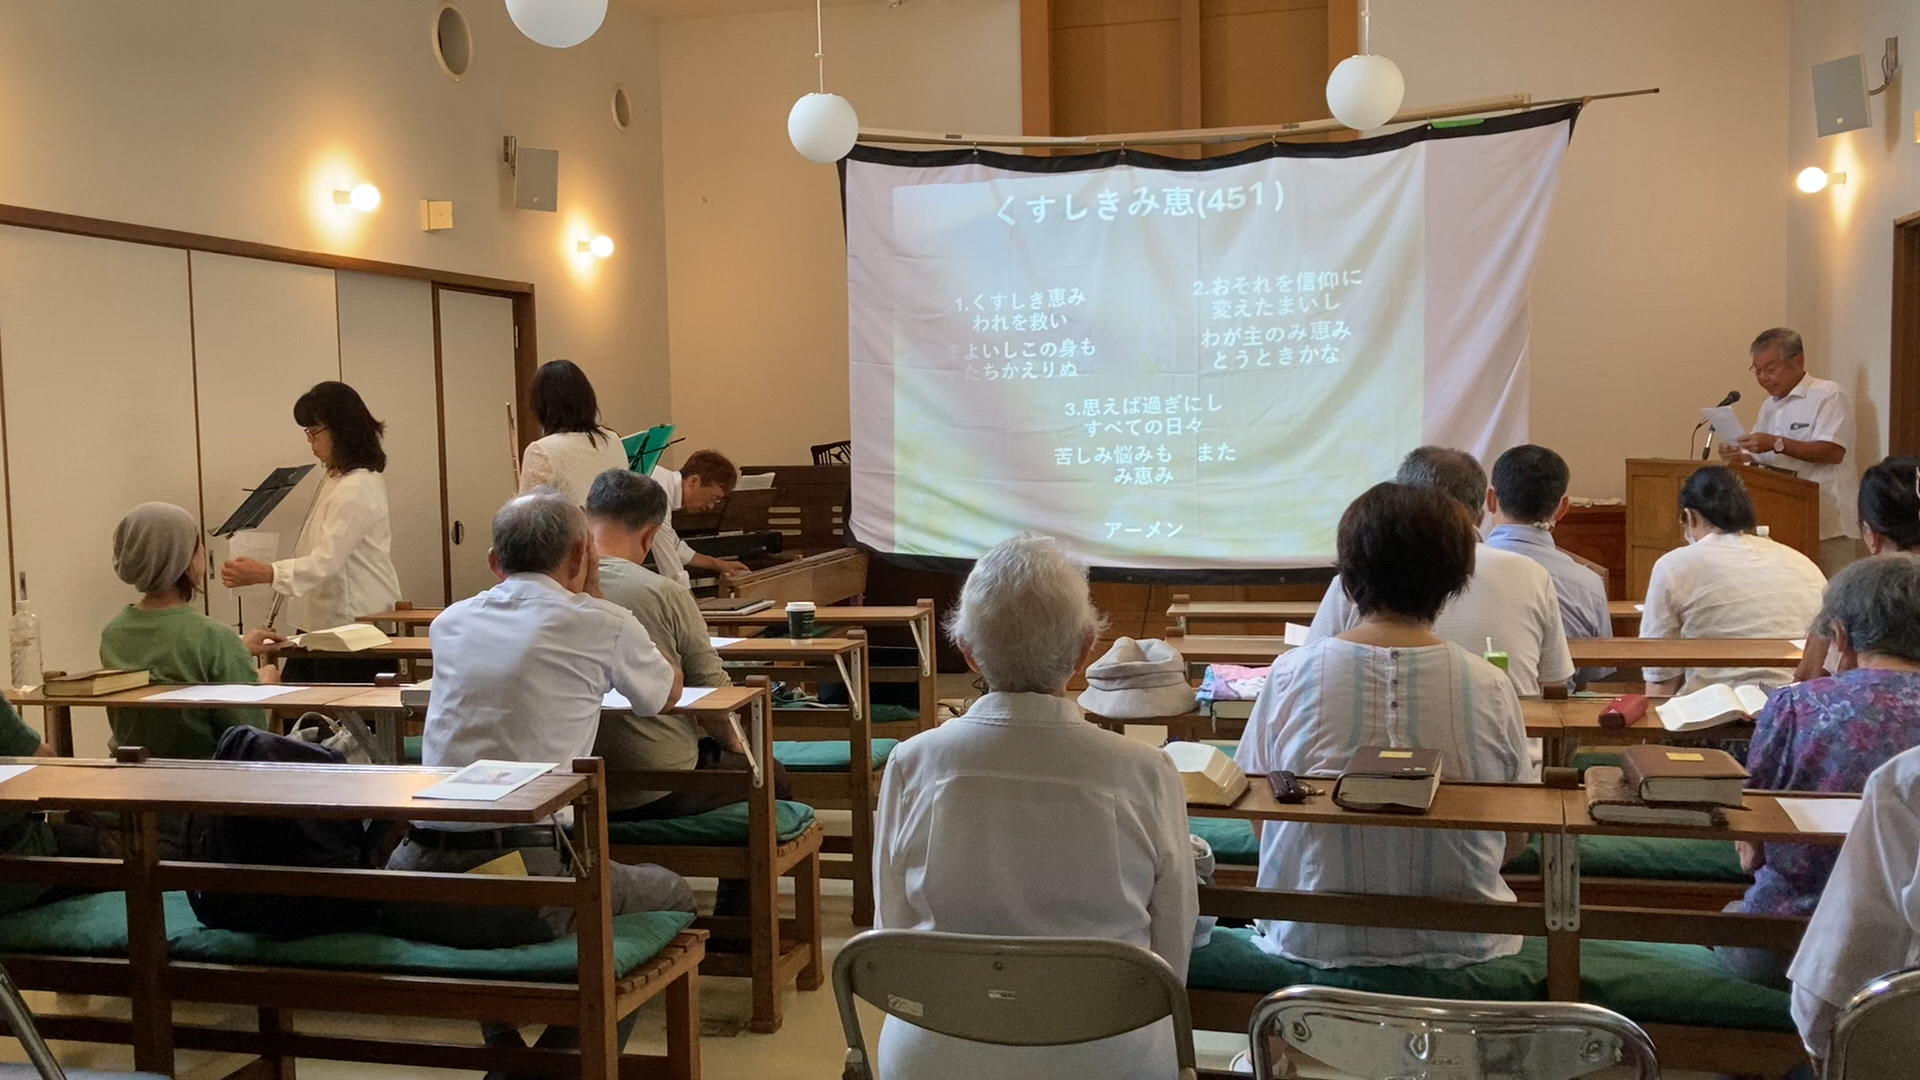 くすしきみ恵(451)
1.くすしき恵み
われを救い
まよいしこの身も
たちかえりぬ
2.おそれを信仰に
変えたまいし
わが主のみ恵み
とうときかな
3.思えば過ぎにし
すべての日々
苦しみ悩みも　また
み恵み
アーメン